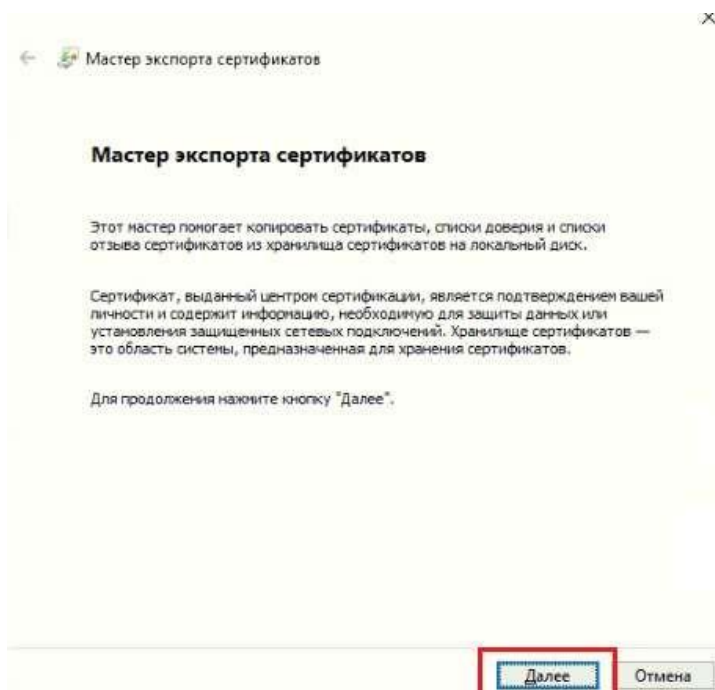 Мастер экспорта сертификатов
Мастер экспорта сертификатов
Этот мастер помогает копировать сертификаты, списки доверия и списки
отзыва сертификатов из хранилища сертификатов на локальный диск.
Сертификат, выданный центром сертификации, является подтверждением вашей
личности и содержит информацию, необходимую для защиты данных или
установления защищенных сетевых подключений. Хранилище сертификатов —
это область системы, предназначенная для хранения сертификатов.
Для продолжения нажмите кнопку "Далее".
Далее
Отмена